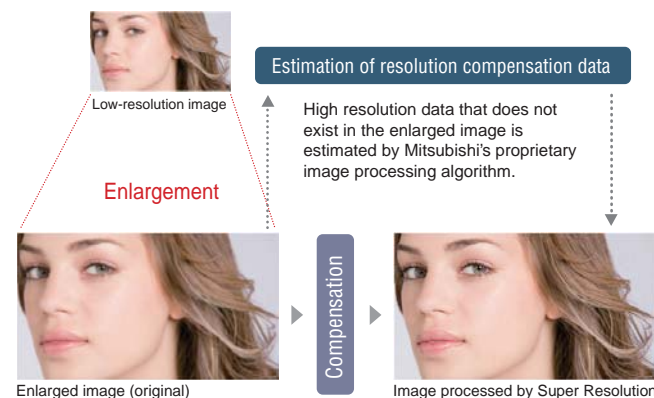 Estimation of resolution compensation data
Low-resolution image
High resolution data that does not
exist in the enlarged image is
estimated by Mitsubishi's proprietary
image processing algorithm.
Enlargement
Compensation
Enlarged image (original)
Image processed by Super Resolution